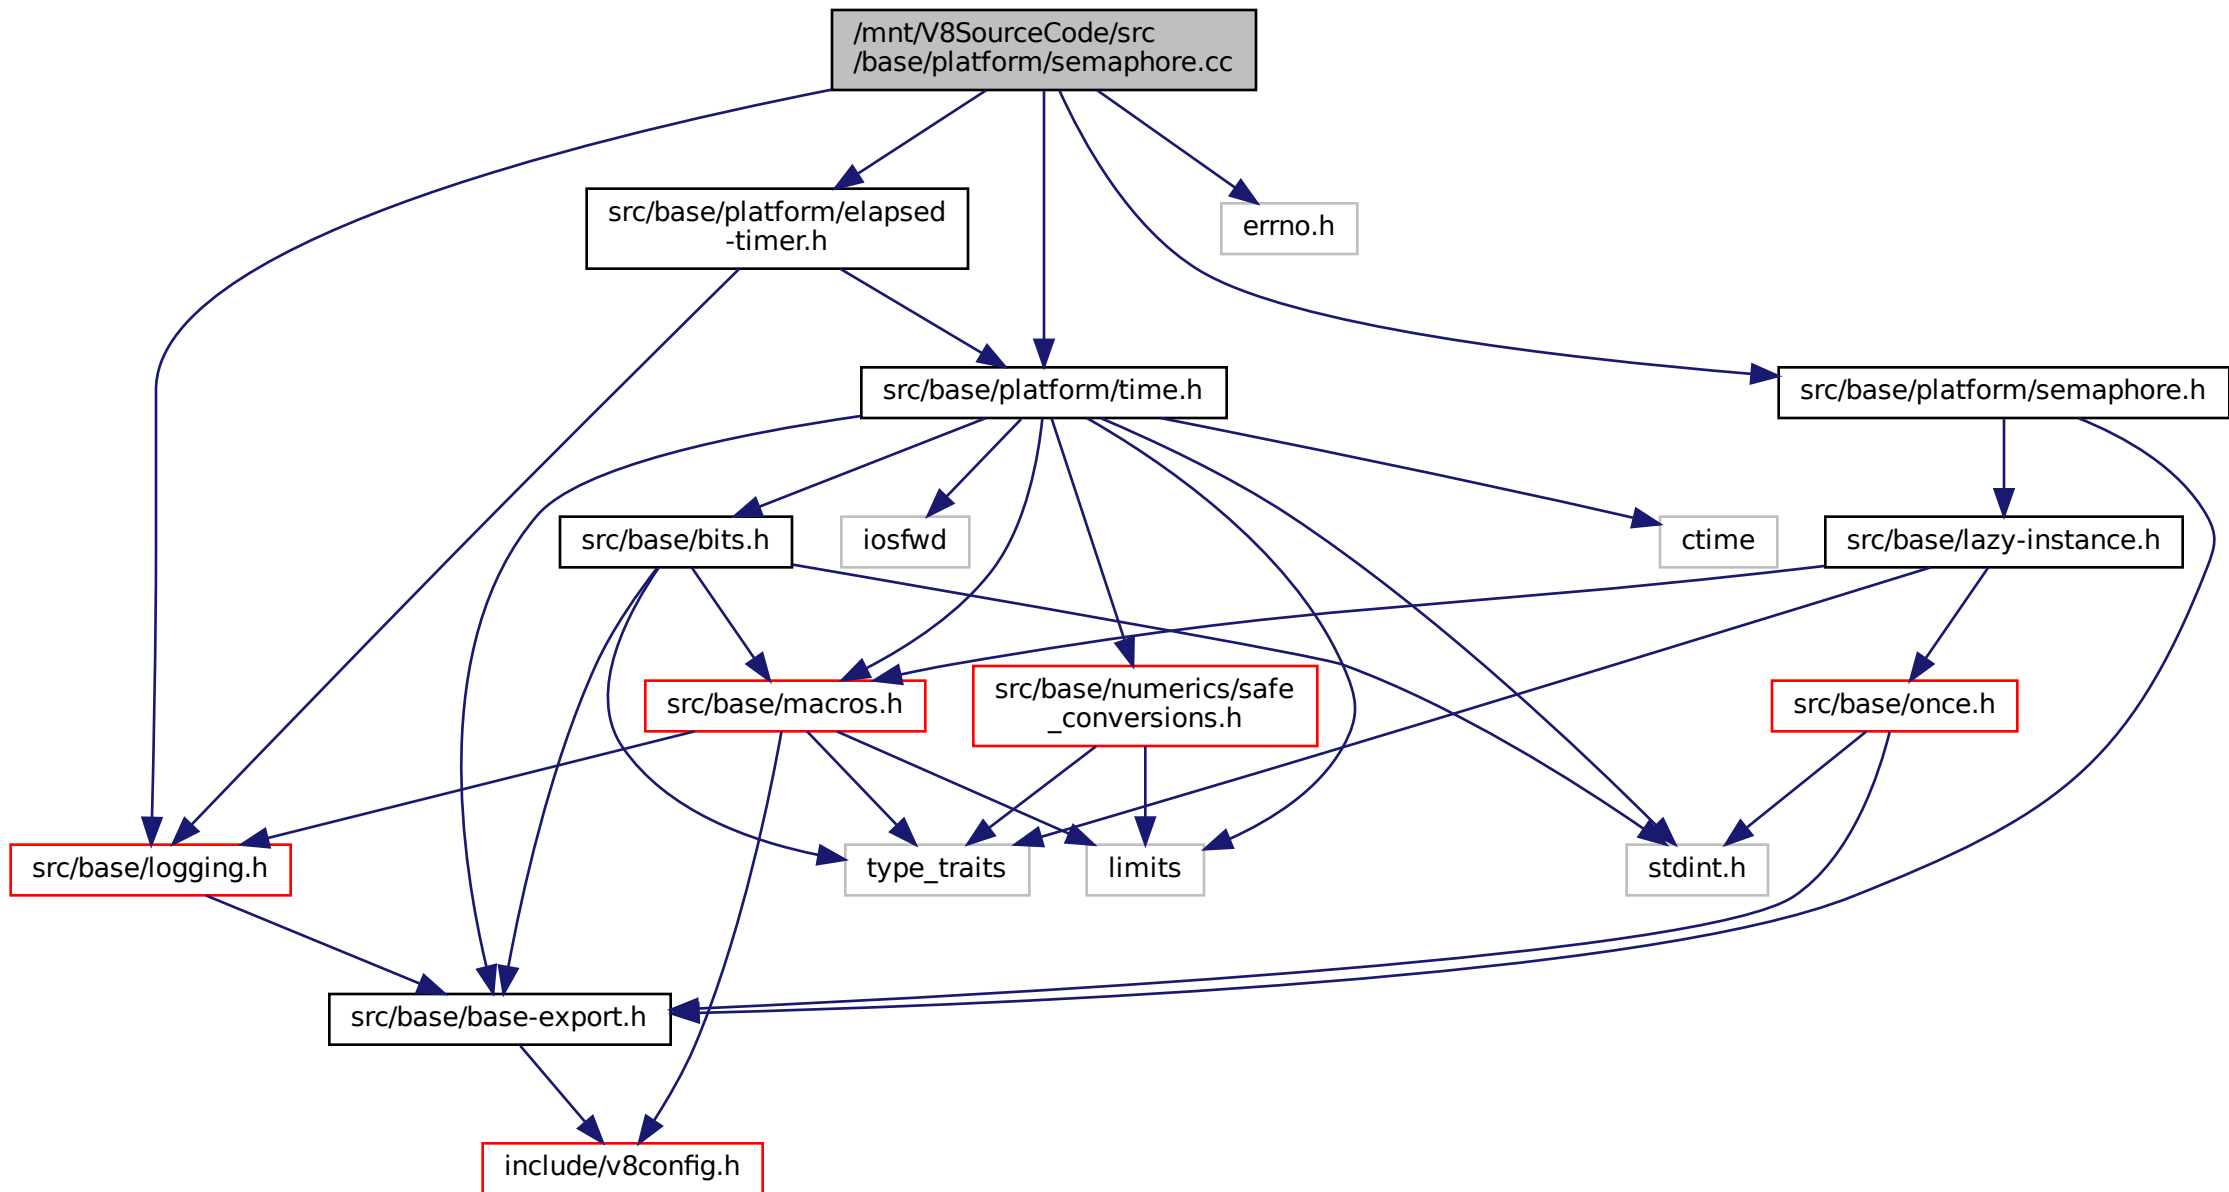 /mnt/V8SourceCode/src
/base/platform/semaphore.cc
src/base/platform/elapsed
-timer.h
errno.h
src/base/platform/time.h
src/base/platform/semaphore.h
src/base/bits.h
iosfwd
ctime
src/base/lazy-instance.h
src/base/macros.h
src/base/numerics/safe
_conversions.h
src/base/once.h
src/base/logging.h
type_traits
limits
stdint.h
src/base/base-export.h
include/v8config.h